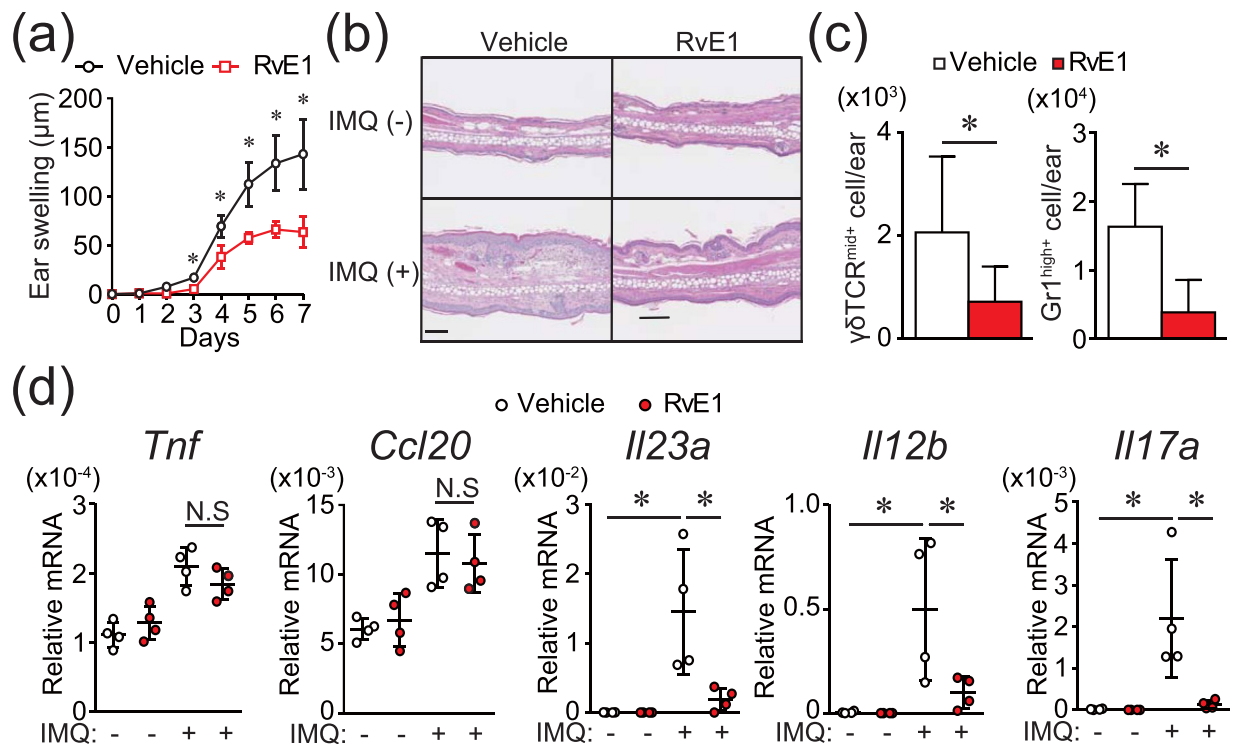 (a)
Vehicle RvE1
Ear swelling (μm)
200
150
100
50
0
* * * * *
0 1 2 3 4 5 6 7
Days
(b)
Vehicle RvE1
IMQ (-)
IMQ (+)
(c)
Vehicle RvE1
(x10³)
γδTCRmid+ cell/ear
4
2
0
*
(x10⁴)
Gr1high+ cell/ear
3
2
1
0
*
(d)
Vehicle RvE1
Tnf
(x10-4)
Relative mRNA
3
2
1
0
N.S
IMQ: - - + +
Ccl20
(x10-3)
Relative mRNA
15
10
5
0
N.S
- - + +
Il23a
(x10-2)
Relative mRNA
3
2
1
0
* *
IMQ: - - + +
Il12b
Relative mRNA
1.0
0.5
0
* *
- - + +
Il17a
(x10-3)
Relative mRNA
5
4
3
2
1
0
* *
IMQ: - - + +